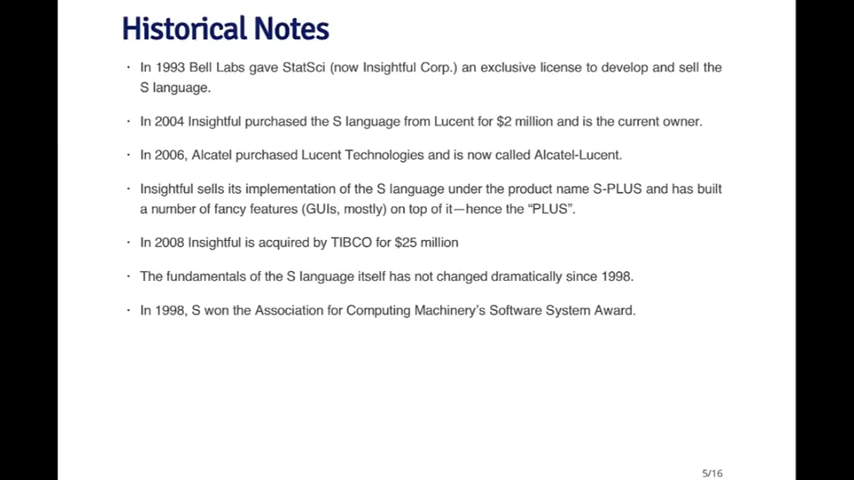 Historical Notes
· In 1993 Bell Labs gave StatSci (now Insightful Corp.) an exclusive license to develop and sell the
S language.
· In 2004 Insightful purchased the S language from Lucent for $2 million and is the current owner.
· In 2006, Alcatel purchased Lucent Technologies and is now called Alcatel-Lucent.
· Insightful sells its implementation of the S language under the product name S-PLUS and has built
a number of fancy features (GUIs, mostly) on top of it—hence the “PLUS”.
· In 2008 Insightful is acquired by TIBCO for $25 million
· The fundamentals of the S language itself has not changed dramatically since 1998.
· In 1998, S won the Association for Computing Machinery’s Software System Award.
5/16